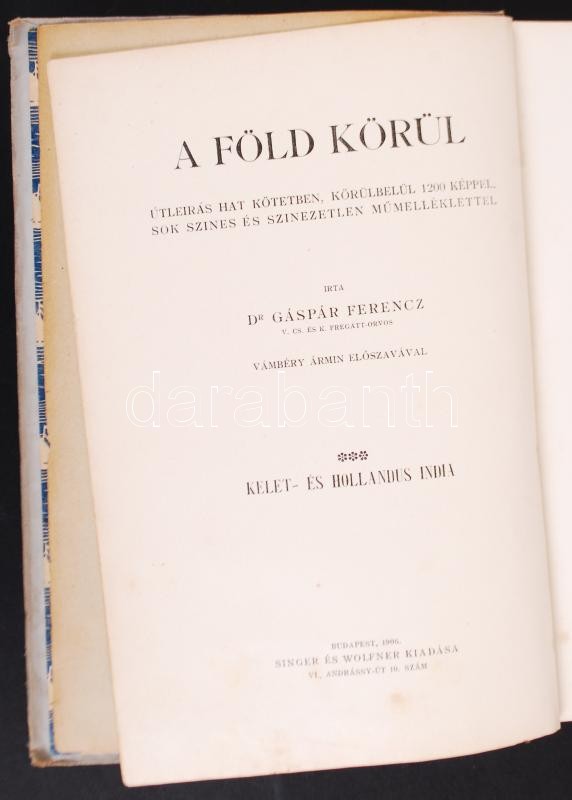 A FÖLD KÖRÜL
ÚTLEIRÁS HAT KÖTETBEN, KÖRÜLBELÜL 1200 KÉPPEL,
SOK SZINES ÉS SZINEZETLEN MŰMELLÉKLETTEL
IRTA
DR GÁSPÁR FERENCZ
V. CS. ÉS K. FREGATT-ORVOS
VÁMBÉRY ÁRMIN ELŐSZAVÁVAL
darabanth
KELET- ÉS HOLLANDUS INDIA
BUDAPEST, 1906.
SINGER ÉS WOLFNER KIADÁSA
VI., ANDRÁSSY-ÚT 10. SZÁM